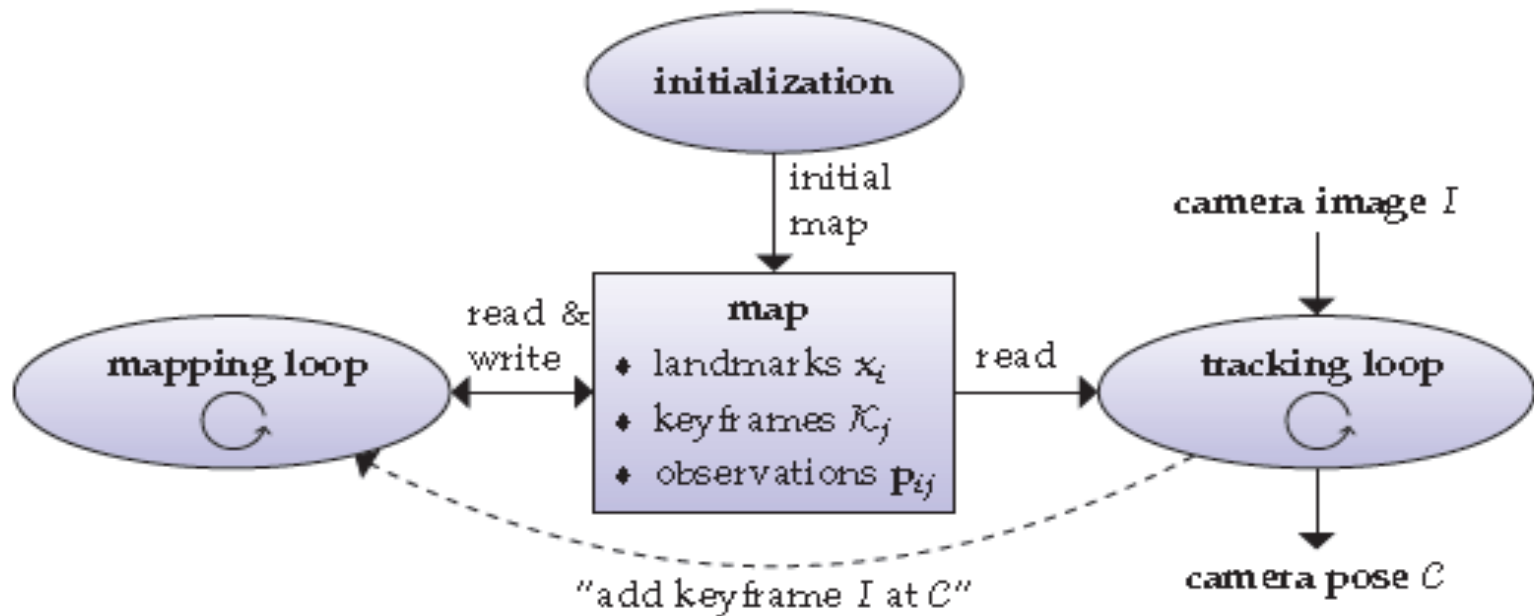 initialization
initial
map
camera image I
read &
write
map
♦ landmarks xᵢ
♦ keyframes 𝒦ⱼ
♦ observations pᵢⱼ
mapping loop
read
tracking loop
"add keyframe I at C"
camera pose C